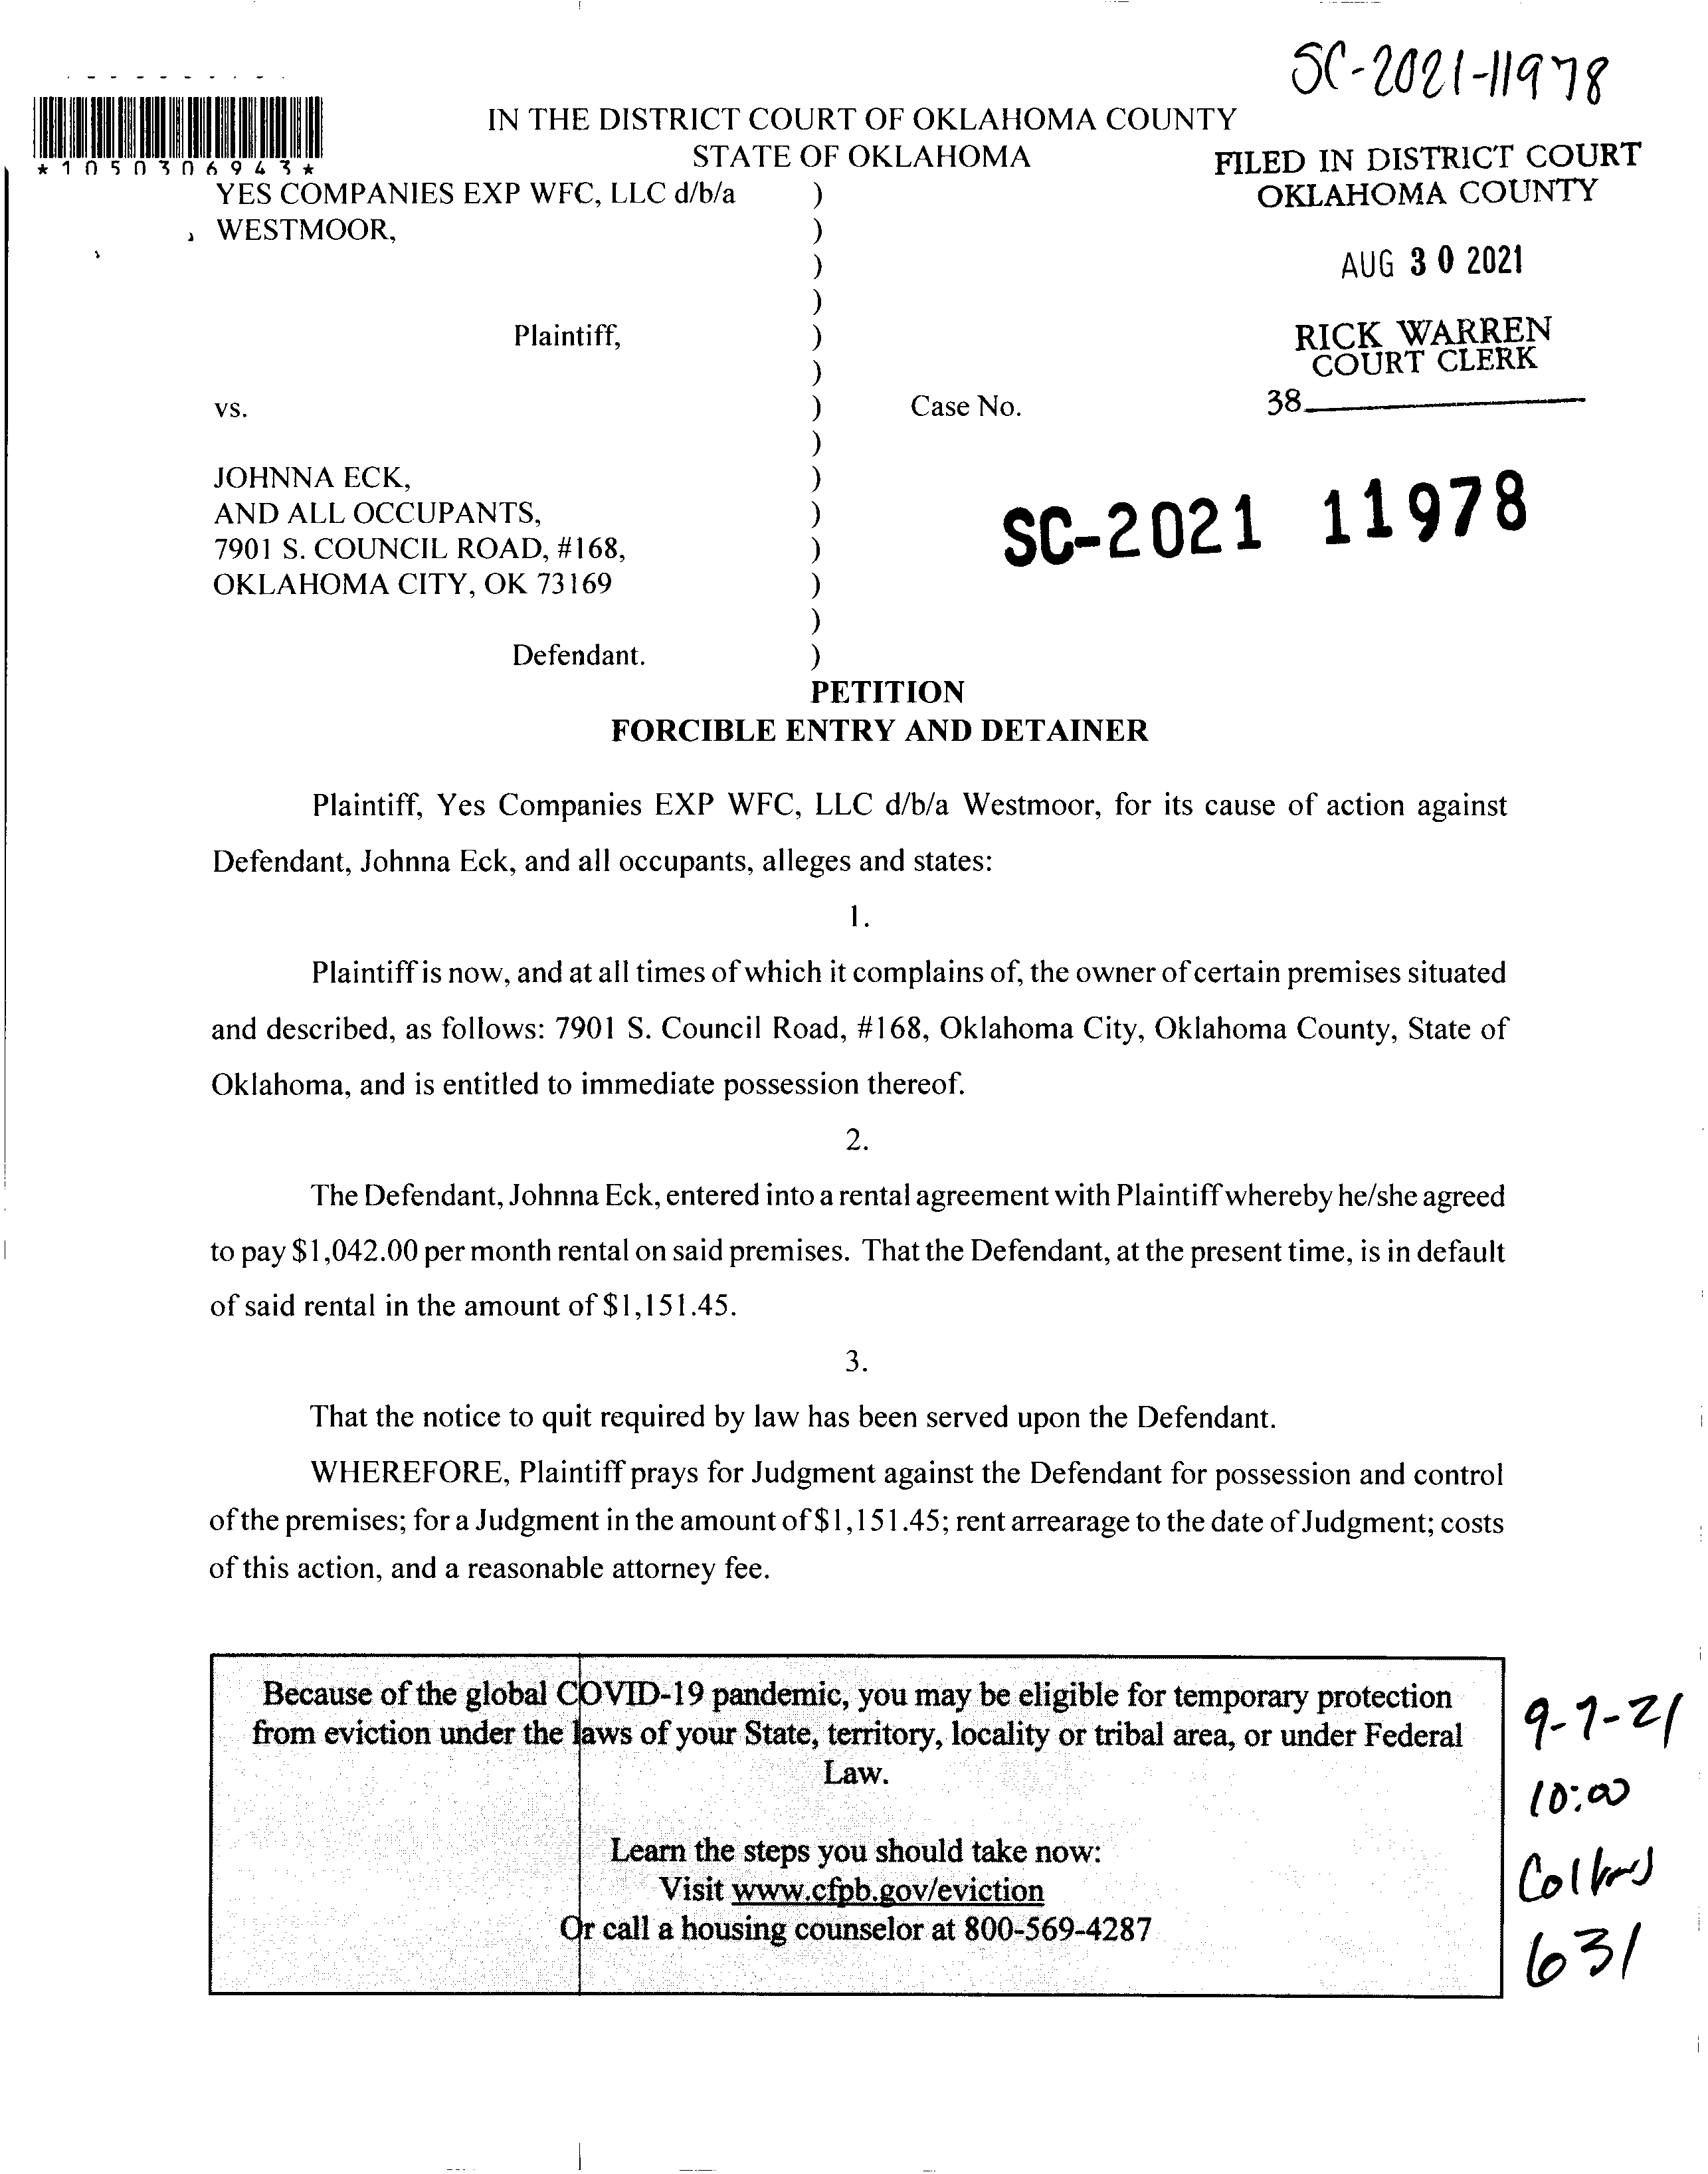 SC-2021-11978
IN THE DISTRICT COURT OF OKLAHOMA COUNTY
STATE OF OKLAHOMA
*1050306943*
FILED IN DISTRICT COURT
OKLAHOMA COUNTY
AUG 30 2021
RICK WARREN
COURT CLERK
38
YES COMPANIES EXP WFC, LLC d/b/a )
WESTMOOR, )
)
)
Plaintiff, )
)
vs. ) Case No.
)
JOHNNA ECK, )
AND ALL OCCUPANTS, )
7901 S. COUNCIL ROAD, #168, )
OKLAHOMA CITY, OK 73169 )
)
Defendant. )
SC-2021 11978
PETITION
FORCIBLE ENTRY AND DETAINER
Plaintiff, Yes Companies EXP WFC, LLC d/b/a Westmoor, for its cause of action against
Defendant, Johnna Eck, and all occupants, alleges and states:
1.
Plaintiff is now, and at all times of which it complains of, the owner of certain premises situated
and described, as follows: 7901 S. Council Road, #168, Oklahoma City, Oklahoma County, State of
Oklahoma, and is entitled to immediate possession thereof.
2.
The Defendant, Johnna Eck, entered into a rental agreement with Plaintiff whereby he/she agreed
to pay $1,042.00 per month rental on said premises. That the Defendant, at the present time, is in default
of said rental in the amount of $1,151.45.
3.
That the notice to quit required by law has been served upon the Defendant.
WHEREFORE, Plaintiff prays for Judgment against the Defendant for possession and control
of the premises; for a Judgment in the amount of $1,151.45; rent arrearage to the date of Judgment; costs
of this action, and a reasonable attorney fee.
Because of the global COVID-19 pandemic, you may be eligible for temporary protection
from eviction under the laws of your State, territory, locality or tribal area, or under Federal
Law.
Learn the steps you should take now:
Visit www.cfpb.gov/eviction
Or call a housing counselor at 800-569-4287
10:00
631